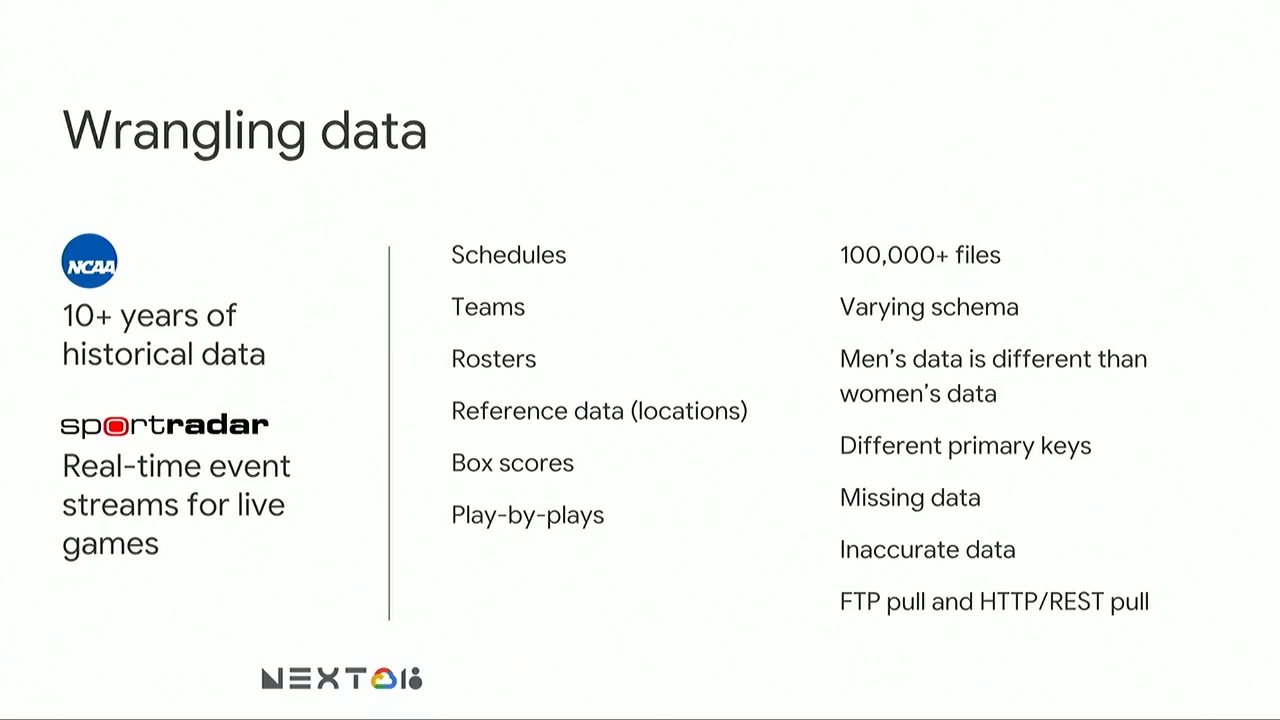 Wrangling data
NCAA
10+ years of
historical data
sportradar
Real-time event
streams for live
games
Schedules
Teams
Rosters
Reference data (locations)
Box scores
Play-by-plays
100,000+ files
Varying schema
Men’s data is different than
women’s data
Different primary keys
Missing data
Inaccurate data
FTP pull and HTTP/REST pull
NEXT 18